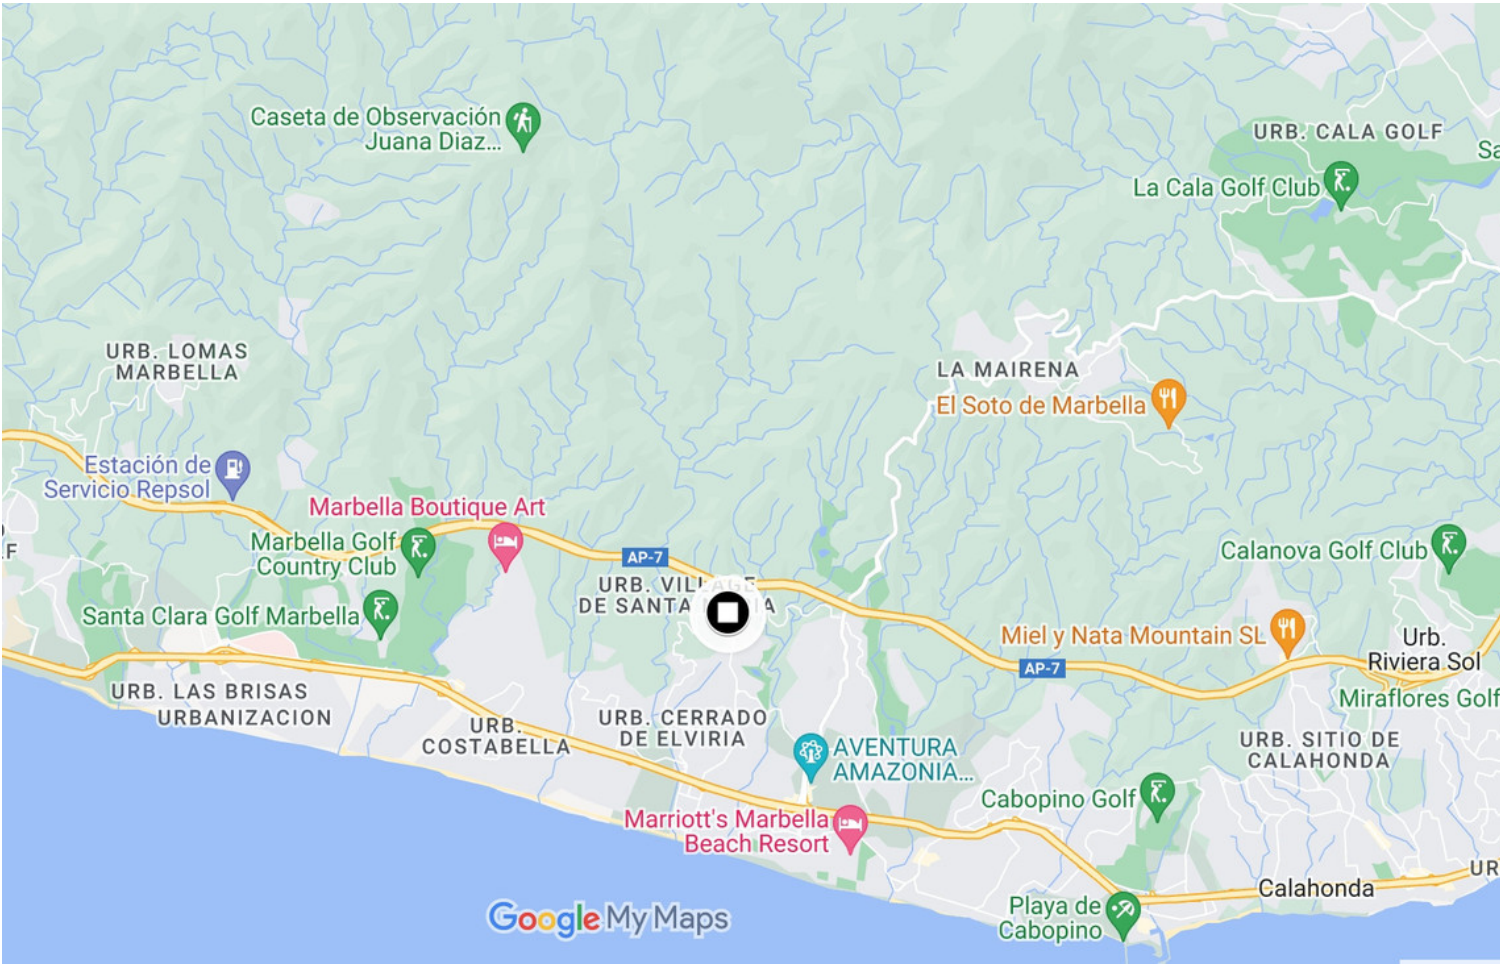 Caseta de Observación
Juana Diaz...
URB. CALA GOLF
Sa
La Cala Golf Club
URB. LOMAS
MARBELLA
LA MAIRENA
El Soto de Marbella
Estación de
Servicio Repsol
Marbella Boutique Art
F
Marbella Golf
Country Club
AP-7
Calanova Golf Club
URB. VILLAGE
DE SANTA
Santa Clara Golf Marbella
Miel y Nata Mountain SL
Urb.
Riviera Sol
AP-7
URB. LAS BRISAS
URBANIZACION
Miraflores Golf
URB.
COSTABELLA
URB. CERRADO
DE ELVIRIA
URB. SITIO DE
CALAHONDA
AVENTURA
AMAZONIA...
Cabopino Golf
Marriott's Marbella
Beach Resort
UR
Calahonda
Playa de
Cabopino
Google My Maps